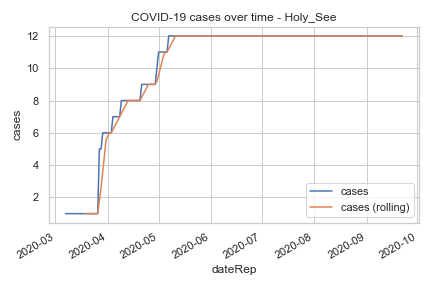 COVID-19 cases over time - Holy_See
12
10
8
6
4
2
cases
cases
cases (rolling)
2020-03
2020-04
2020-05
2020-06
2020-07
2020-08
2020-09
2020-10
dateRep